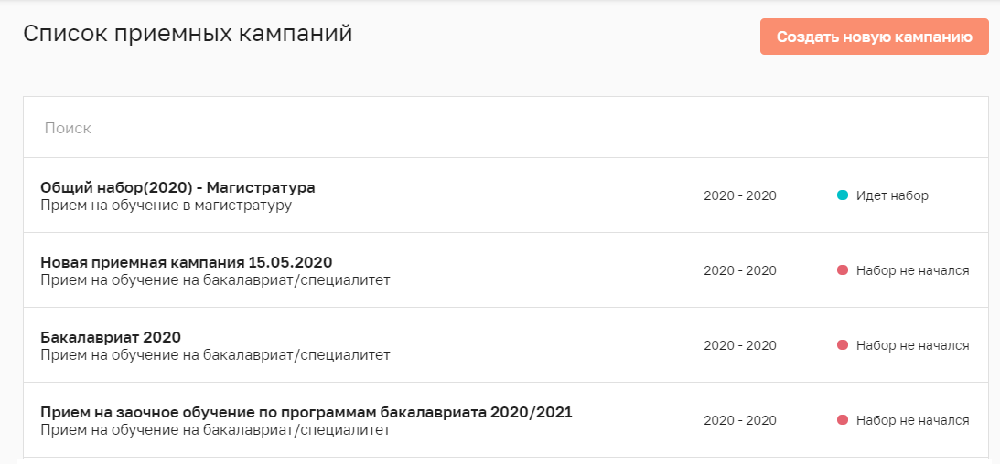 Список приемных кампаний
Создать новую кампанию
Поиск
Общий набор(2020) - Магистратура
Прием на обучение в магистратуру
2020 - 2020
Идет набор
Новая приемная кампания 15.05.2020
Прием на обучение на бакалавриат/специалитет
2020 - 2020
Набор не начался
Бакалавриат 2020
Прием на обучение на бакалавриат/специалитет
2020 - 2020
Набор не начался
Прием на заочное обучение по программам бакалавриата 2020/2021
Прием на обучение на бакалавриат/специалитет
2020 - 2020
Набор не начался